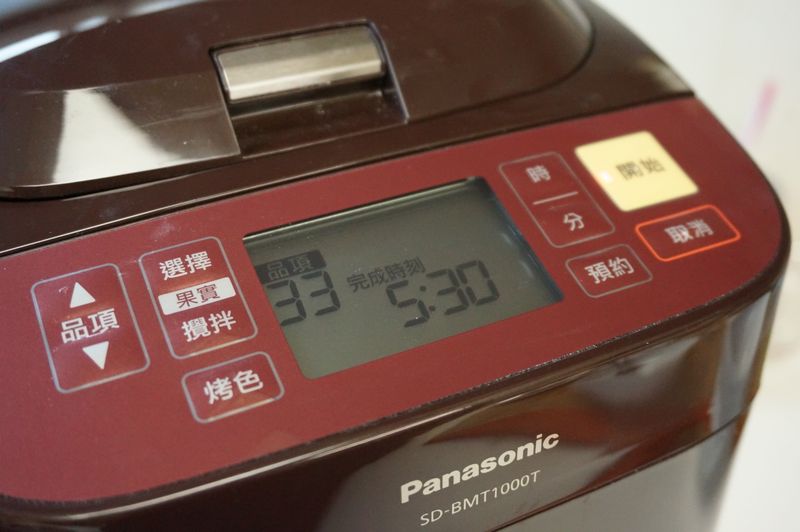 開始
時
分
取消
預約
選擇
果實
攪拌
品項
烤色
品項
33
完成時刻
5:30
Panasonic
SD-BMT1000T